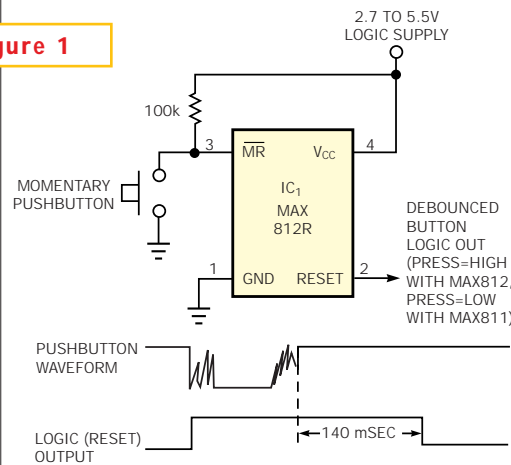 gure 1
2.7 TO 5.5V
LOGIC SUPPLY
100k
3
MR
VCC
4
MOMENTARY
PUSHBUTTON
IC1
MAX
812R
DEBOUNCED
BUTTON
LOGIC OUT
(PRESS=HIGH
WITH MAX812,
PRESS=LOW
WITH MAX811)
1
GND
RESET
2
PUSHBUTTON
WAVEFORM
140 mSEC
LOGIC (RESET)
OUTPUT